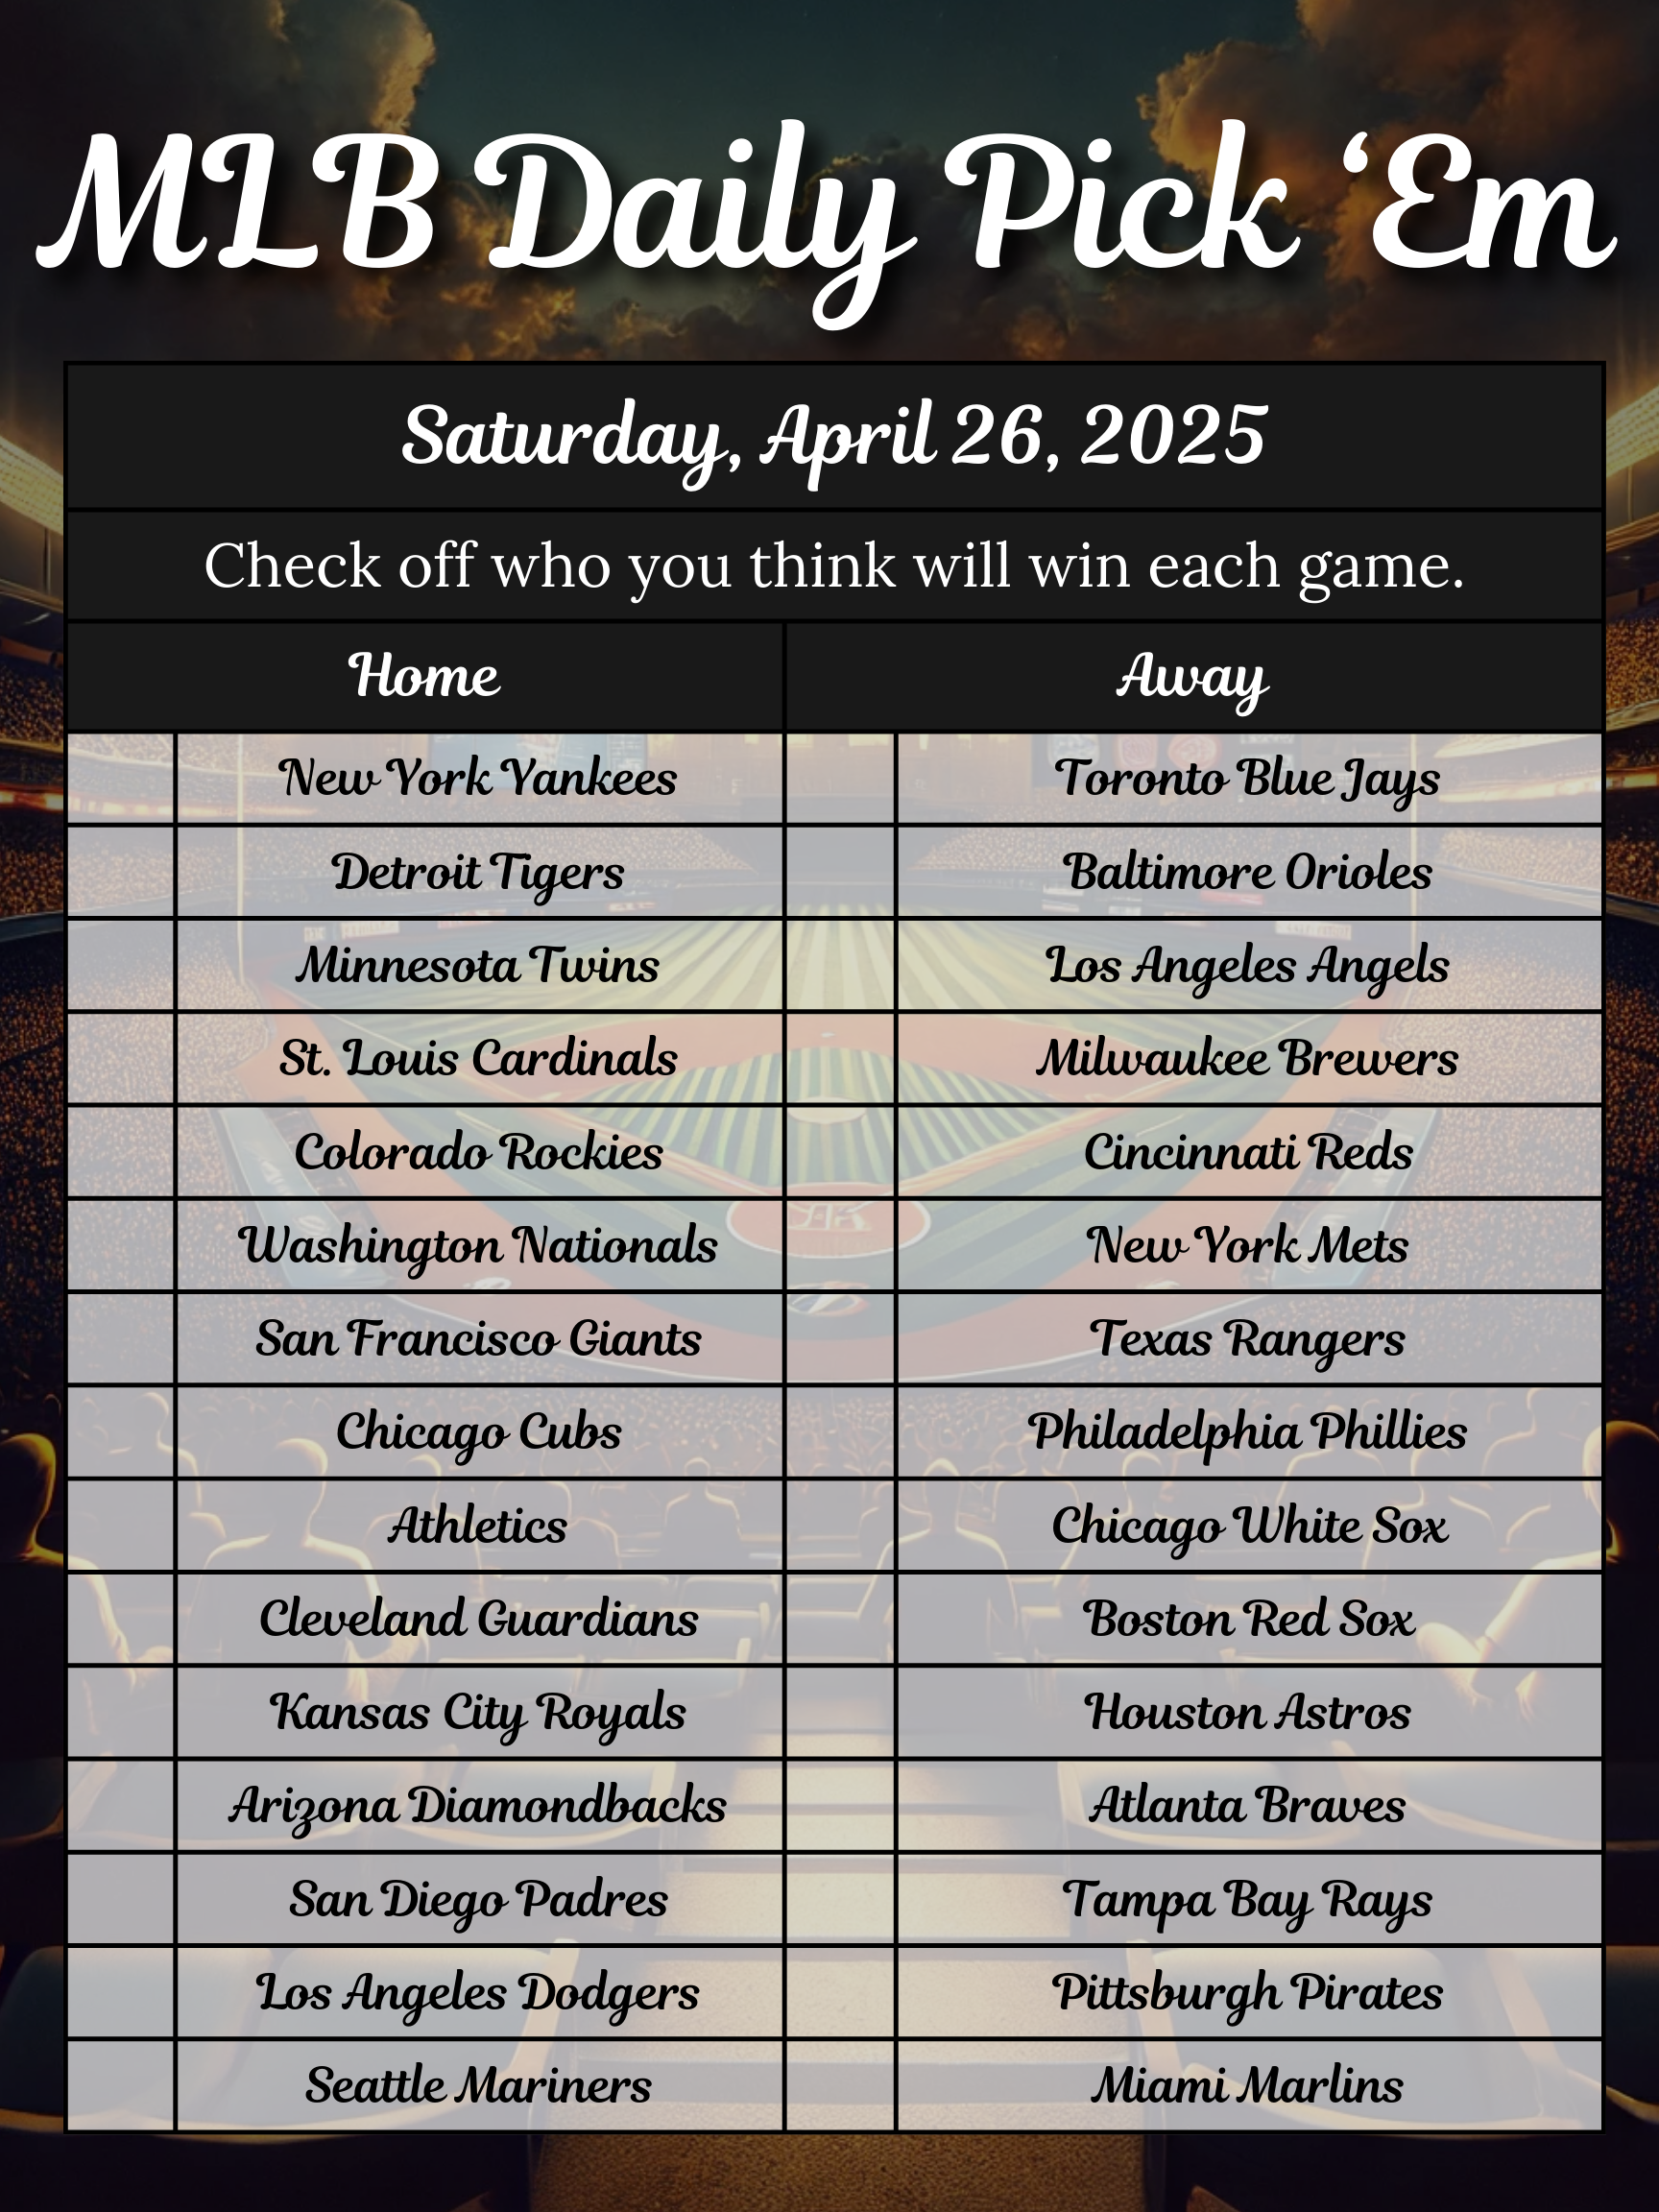 MLB Daily Pick ‘Em
Saturday, April 26, 2025
Check off who you think will win each game.
Home Away
New York Yankees Toronto Blue Jays
Detroit Tigers Baltimore Orioles
Minnesota Twins Los Angeles Angels
St. Louis Cardinals Milwaukee Brewers
Colorado Rockies Cincinnati Reds
Washington Nationals New York Mets
San Francisco Giants Texas Rangers
Chicago Cubs Philadelphia Phillies
Athletics Chicago White Sox
Cleveland Guardians Boston Red Sox
Kansas City Royals Houston Astros
Arizona Diamondbacks Atlanta Braves
San Diego Padres Tampa Bay Rays
Los Angeles Dodgers Pittsburgh Pirates
Seattle Mariners Miami Marlins